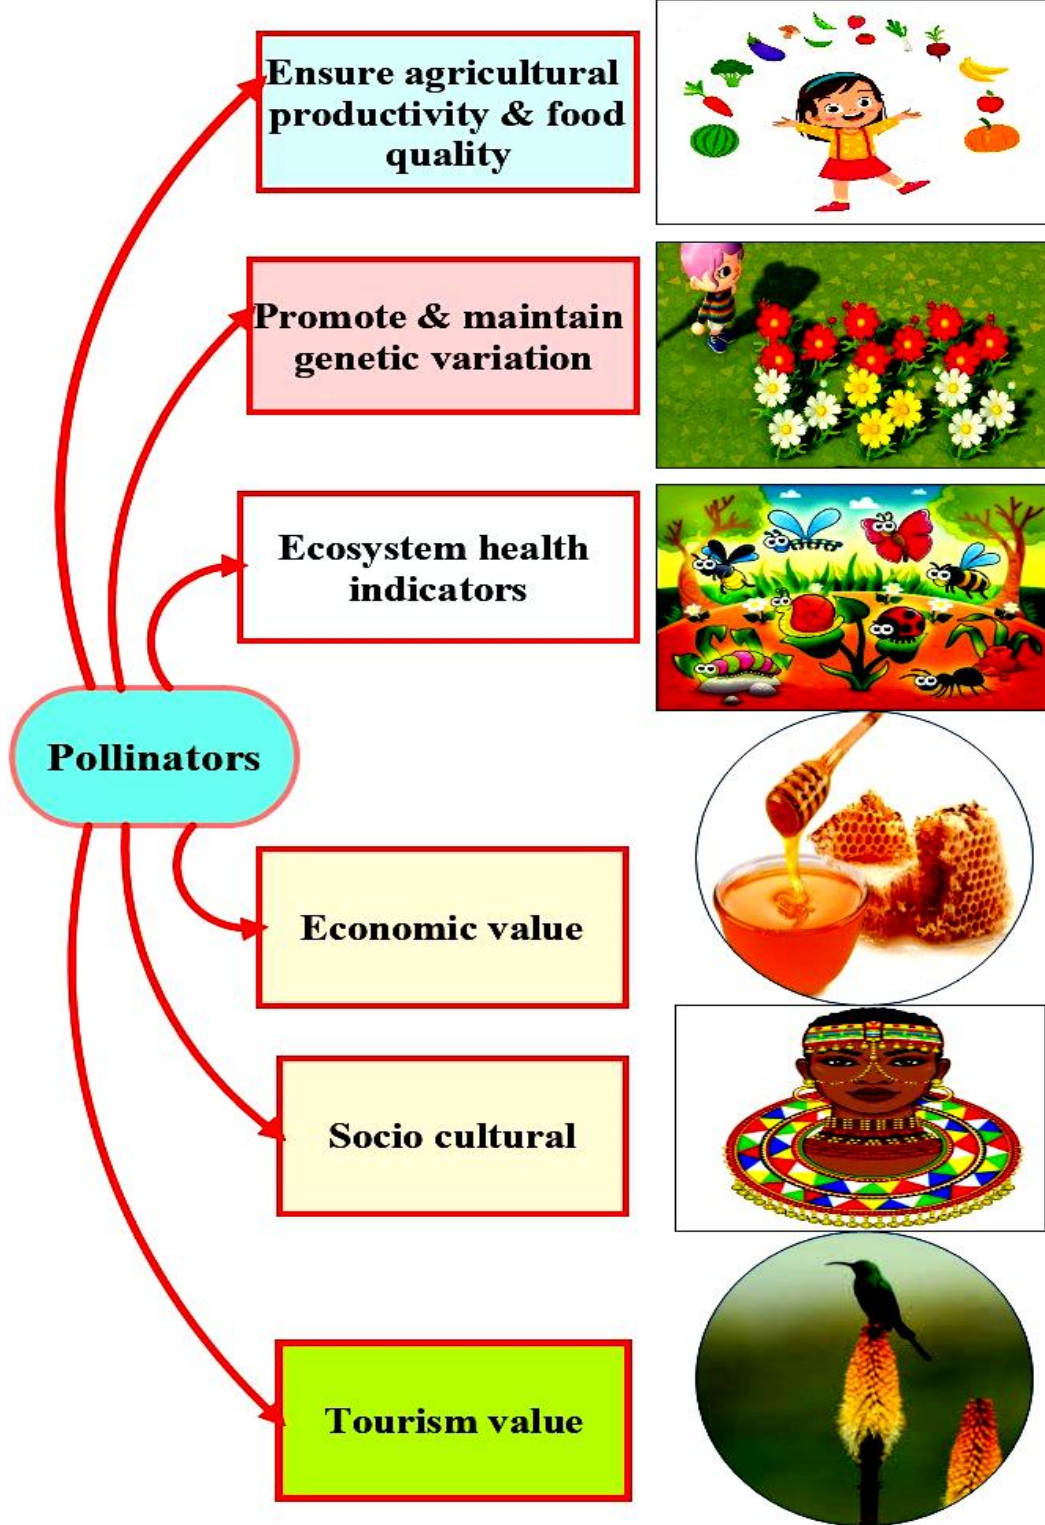 Ensure agricultural
productivity & food
quality
Promote & maintain
genetic variation
Ecosystem health
indicators
Pollinators
Economic value
Socio cultural
Tourism value